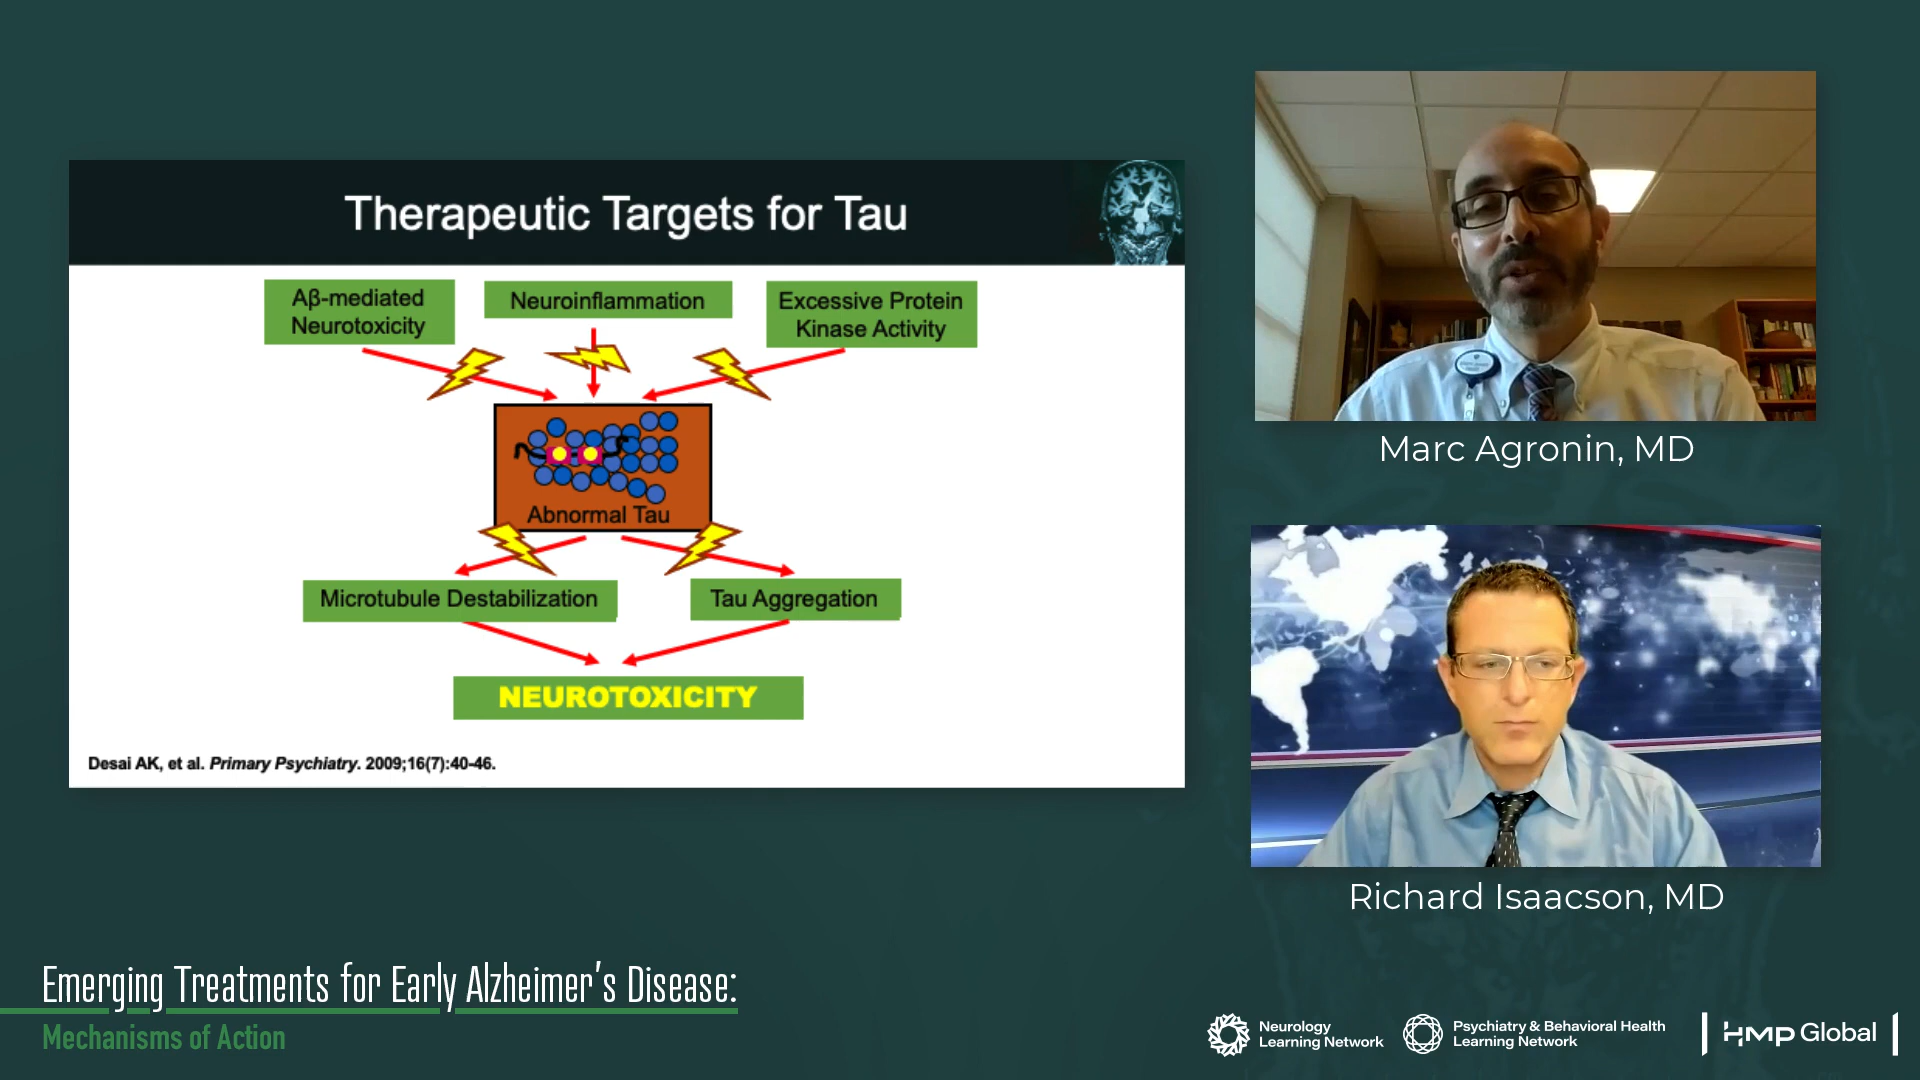 Therapeutic Targets for Tau
Aβ-mediated
Neurotoxicity
Neuroinflammation
Excessive Protein
Kinase Activity
Abnormal Tau
Microtubule Destabilization
Tau Aggregation
NEUROTOXICITY
Desai AK, et al. Primary Psychiatry. 2009;16(7):40-46.
Marc Agronin, MD
Richard Isaacson, MD
Emerging Treatments for Early Alzheimer's Disease:
Mechanisms of Action
Neurology
Learning Network
Psychiatry & Behavioral Health
Learning Network
HMP Global